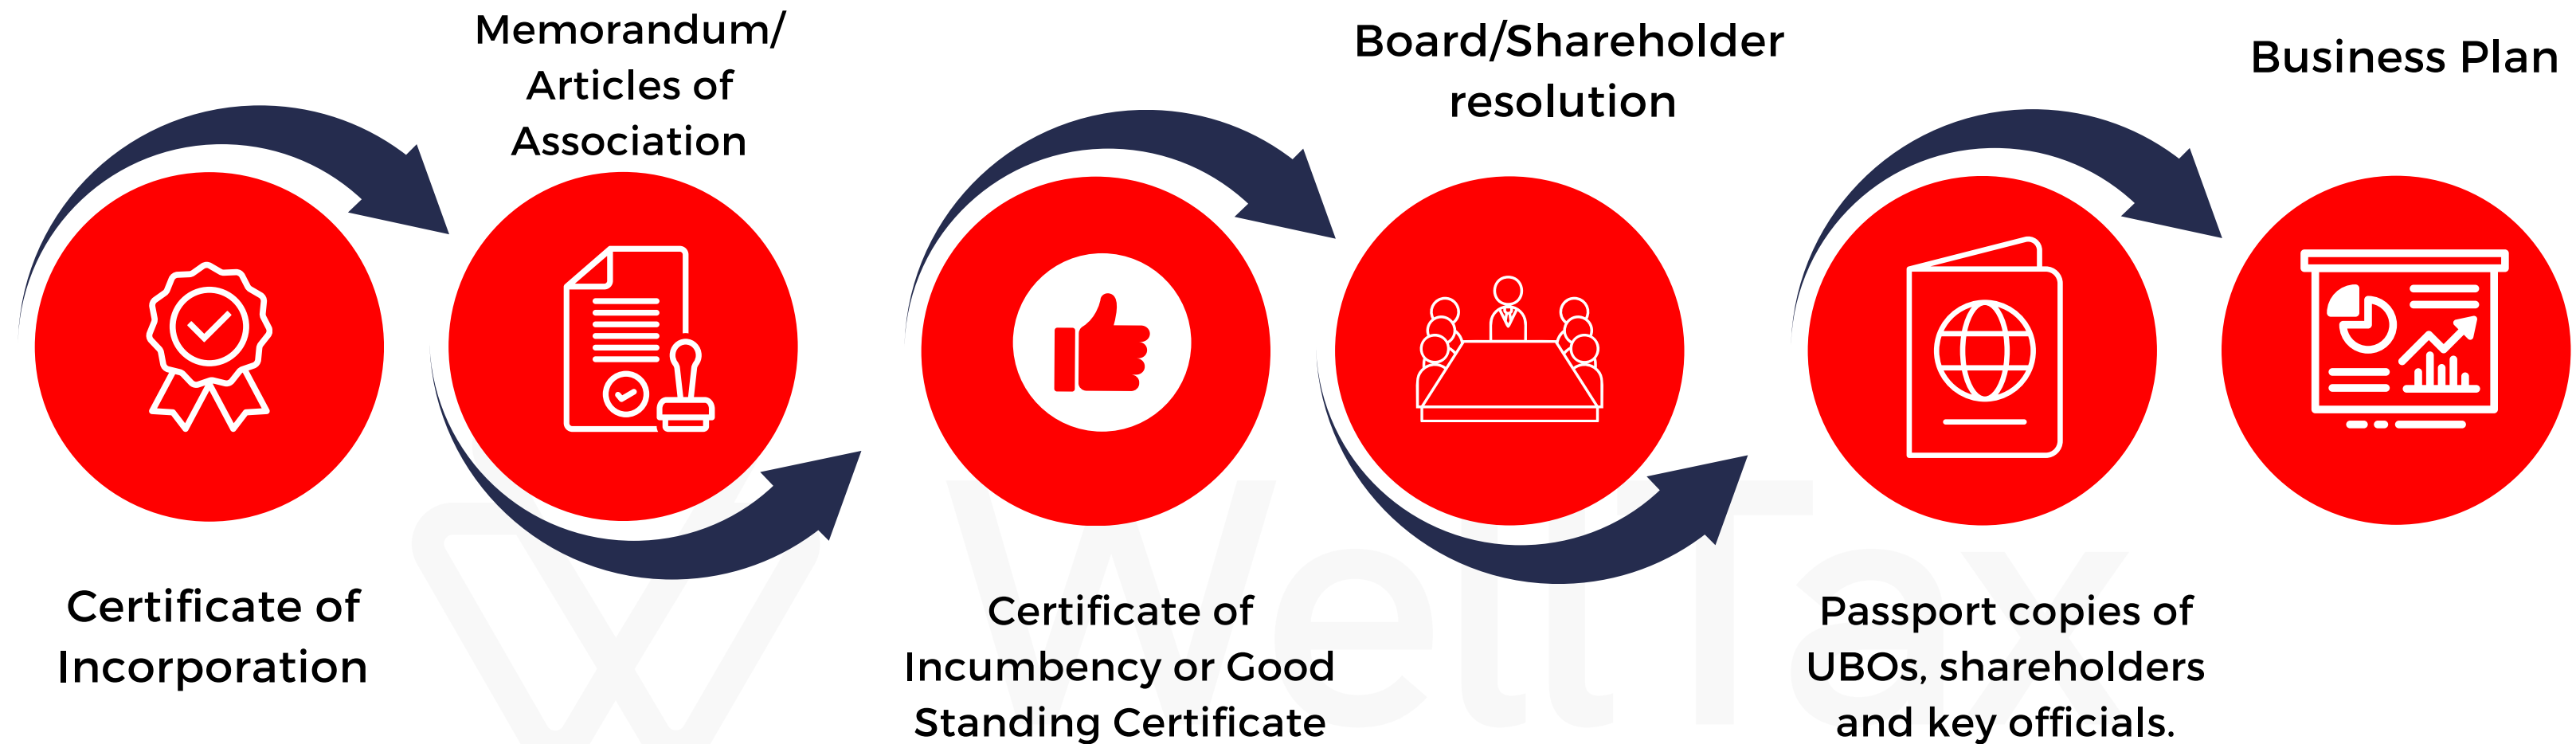 Certificate of
Incorporation
Memorandum/
Articles of
Association
Certificate of
Incumbency or Good
Standing Certificate
Board/Shareholder
resolution
Passport copies of
UBOs, shareholders
and key officials.
Business Plan
WellTax